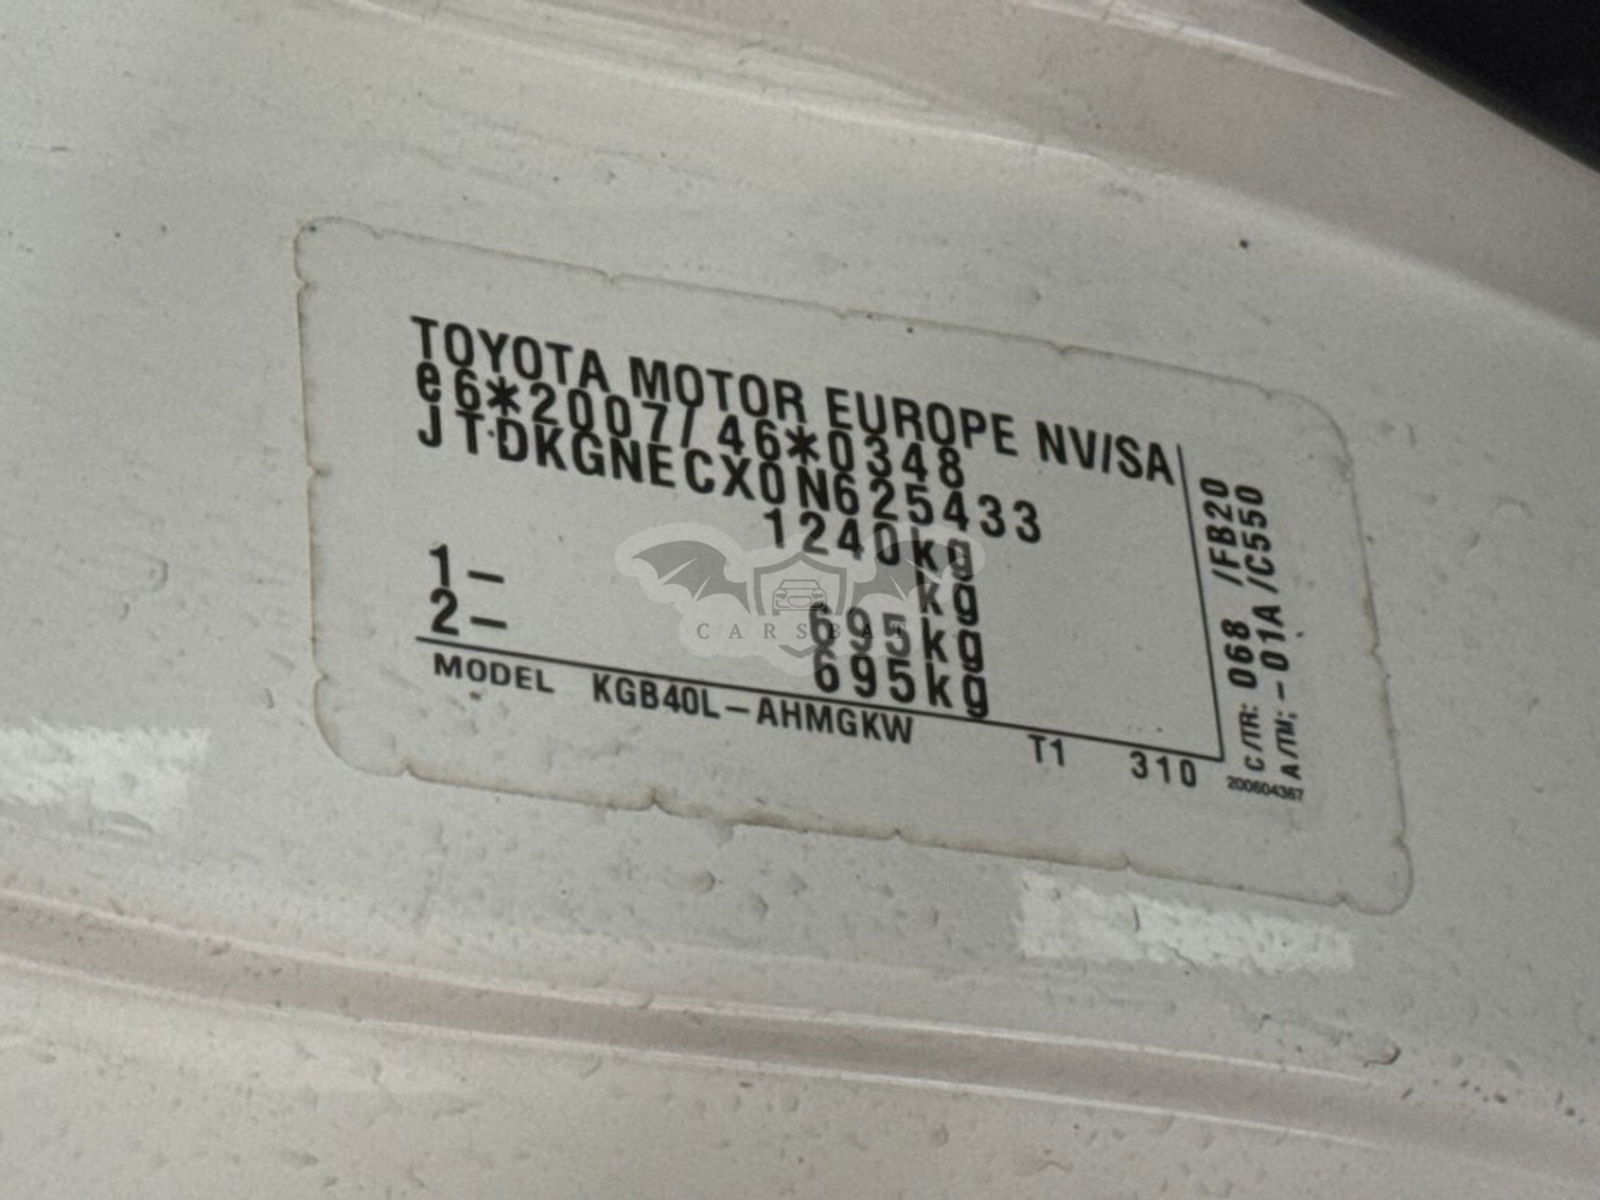 TOYOTA MOTOR EUROPE NV/SA
e6*2007/46*0348
JTDKGNECX0N625433
1240kg
kg
1- 695kg
2- 695kg
MODEL KGB40L-AHMGKW
T1 310
C/TR: 068 /FB20
A/TM: -01A/C550
200604367
CARSBAT